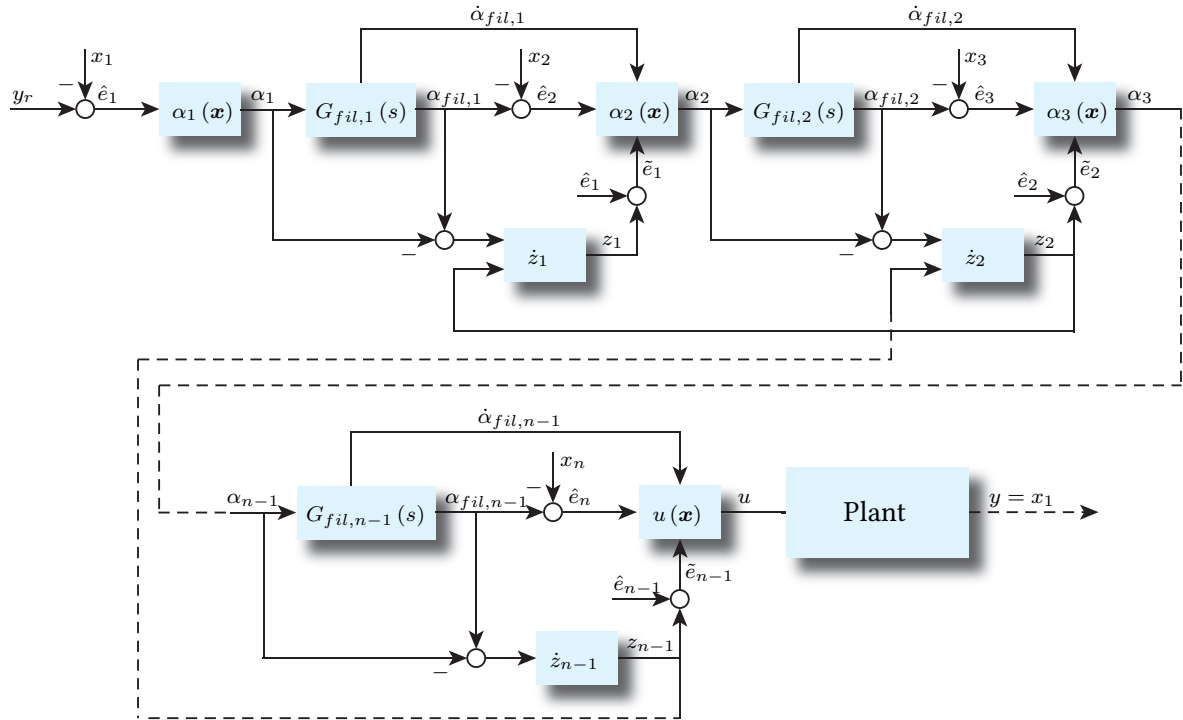 α̇_{fil,1}
α̇_{fil,2}
x_1
x_2
x_3
y_r
−
ê_1
α_1(x)
α_1
G_{fil,1}(s)
α_{fil,1}
−
ê_2
α_2(x)
α_2
G_{fil,2}(s)
α_{fil,2}
−
ê_3
α_3(x)
α_3
ê_1
ẽ_1
ê_2
ẽ_2
−
ż_1
z_1
−
ż_2
z_2
α̇_{fil,n−1}
x_n
α_{n−1}
G_{fil,n−1}(s)
α_{fil,n−1}
−
ê_n
u(x)
u
Plant
y = x_1
ê_{n−1}
ẽ_{n−1}
−
ż_{n−1}
z_{n−1}